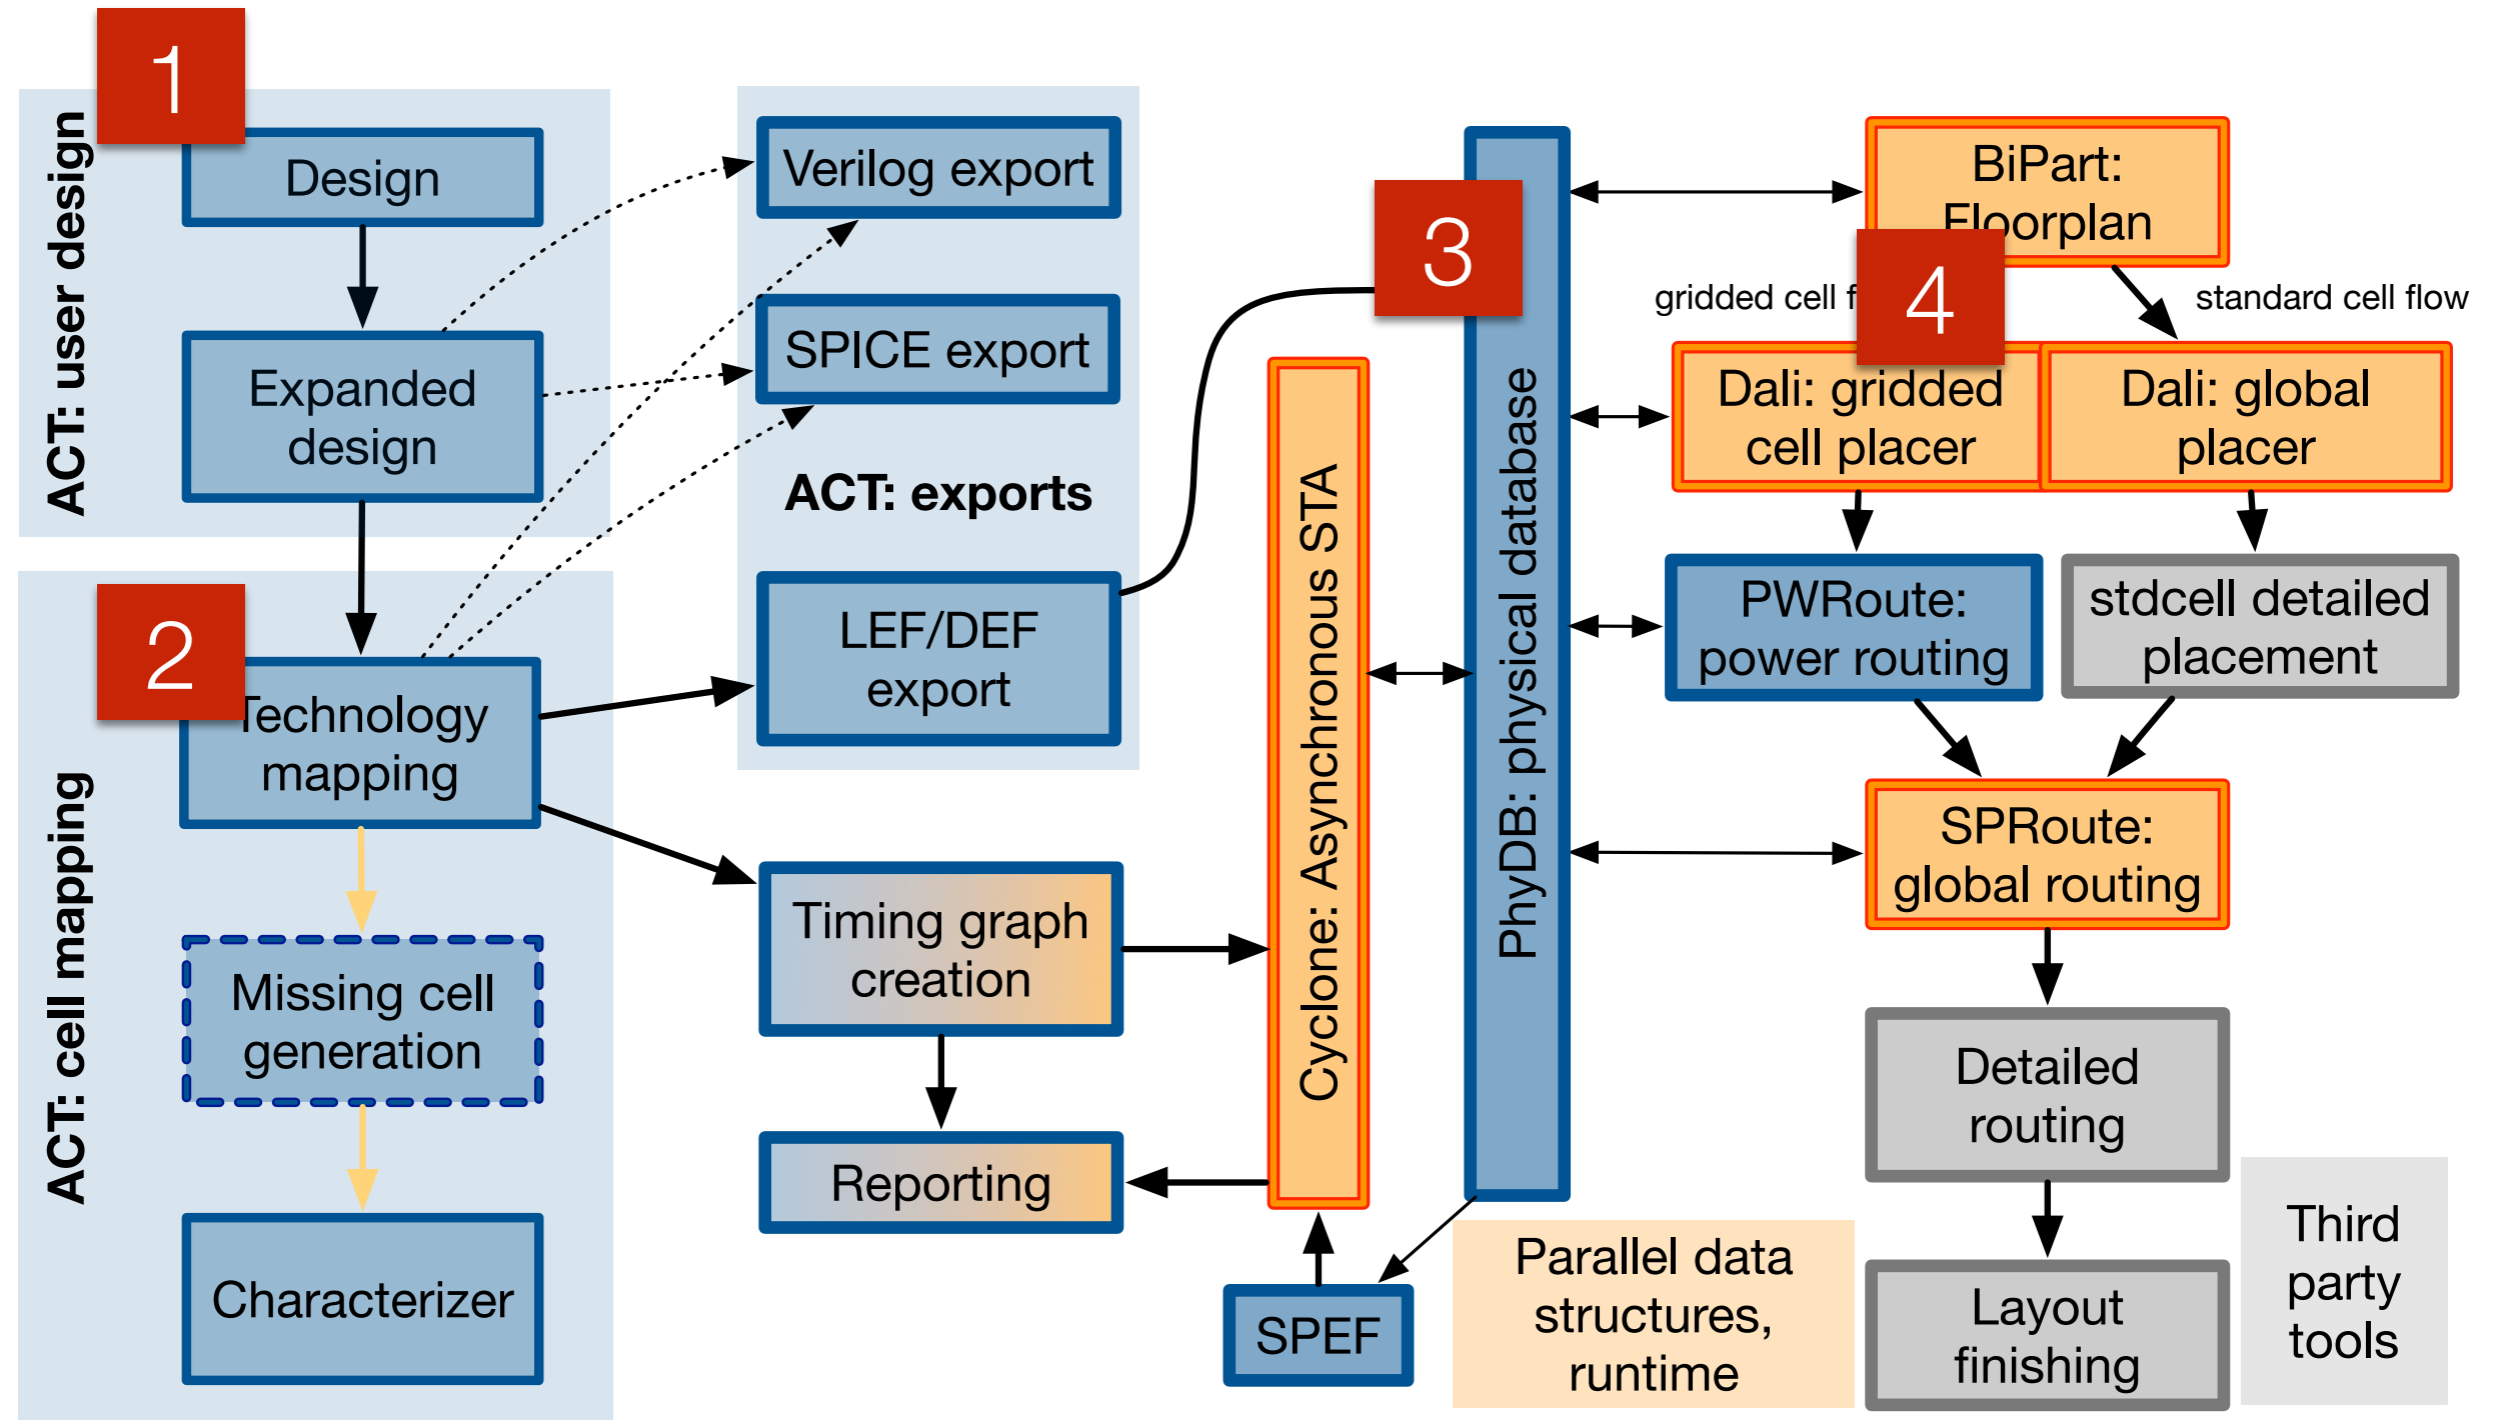 1
ACT: user design
Design
Expanded
design
2
ACT: cell mapping
Technology
mapping
Missing cell
generation
Characterizer
Verilog export
SPICE export
ACT: exports
LEF/DEF
export
Timing graph
creation
Reporting
Cyclone: Asynchronous STA
SPEF
3
PhyDB: physical database
Parallel data
structures,
runtime
BiPart:
Floorplan
4
gridded cell f
standard cell flow
Dali: gridded
cell placer
Dali: global
placer
PWRoute:
power routing
stdcell detailed
placement
SPRoute:
global routing
Detailed
routing
Layout
finishing
Third
party
tools